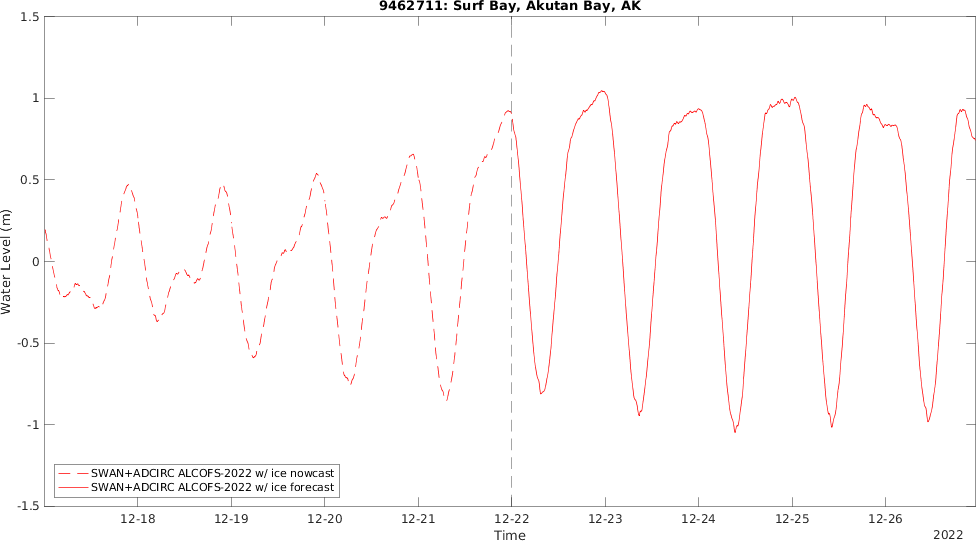 9462711: Surf Bay, Akutan Bay, AK
1.5
1
0.5
0
-0.5
-1
-1.5
Water Level (m)
SWAN+ADCIRC ALCOFS-2022 w/ ice nowcast
SWAN+ADCIRC ALCOFS-2022 w/ ice forecast
12-18 12-19 12-20 12-21 12-22 12-23 12-24 12-25 12-26
Time
2022